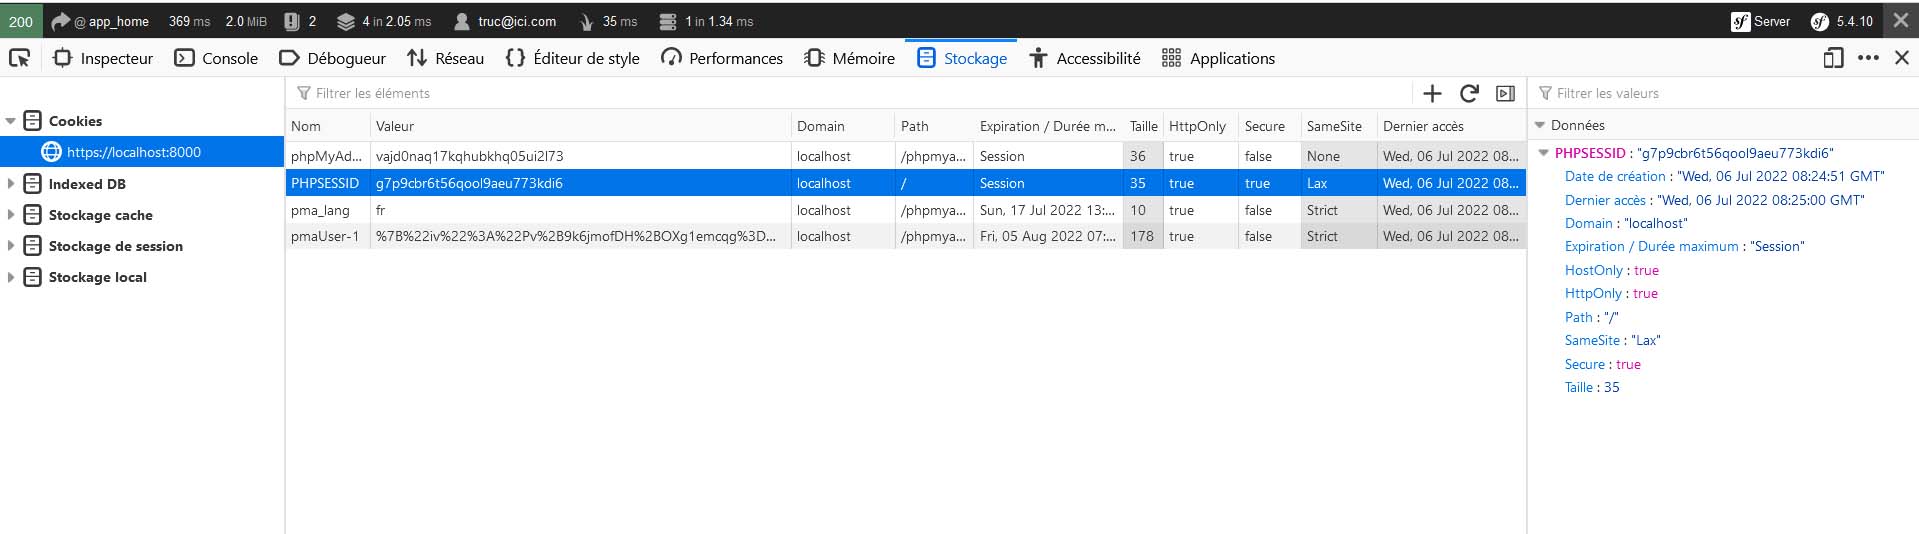 200 @ app_home 369 ms 2.0 MiB 2 4 in 2.05 ms truc@ici.com 35 ms 1 in 1.34 ms sf Server sf 5.4.10
Inspecteur Console Débogueur Réseau Éditeur de style Performances Mémoire Stockage Accessibilité Applications
Cookies
https://localhost:8000
Indexed DB
Stockage cache
Stockage de session
Stockage local
Filtrer les éléments
Nom Valeur Domain Path Expiration / Durée m... Taille HttpOnly Secure SameSite Dernier accès
phpMyAd... vajd0naq17kqhubkhq05ui2l73 localhost /phpmya... Session 36 true false None Wed, 06 Jul 2022 08...
PHPSESSID g7p9cbr6t56qool9aeu773kdi6 localhost / Session 35 true true Lax Wed, 06 Jul 2022 08...
pma_lang fr localhost /phpmya... Sun, 17 Jul 2022 13:... 10 true false Strict Wed, 06 Jul 2022 08...
pmaUser-1 %7B%22iv%22%3A%22Pv%2B9k6jmofDH%2BOXg1emcqg%3D... localhost /phpmya... Fri, 05 Aug 2022 07:... 178 true false Strict Wed, 06 Jul 2022 08...
Filtrer les valeurs
Données
PHPSESSID : "g7p9cbr6t56qool9aeu773kdi6"
Date de création : "Wed, 06 Jul 2022 08:24:51 GMT"
Dernier accès : "Wed, 06 Jul 2022 08:25:00 GMT"
Domain : "localhost"
Expiration / Durée maximum : "Session"
HostOnly : true
HttpOnly : true
Path : "/"
SameSite : "Lax"
Secure : true
Taille : 35